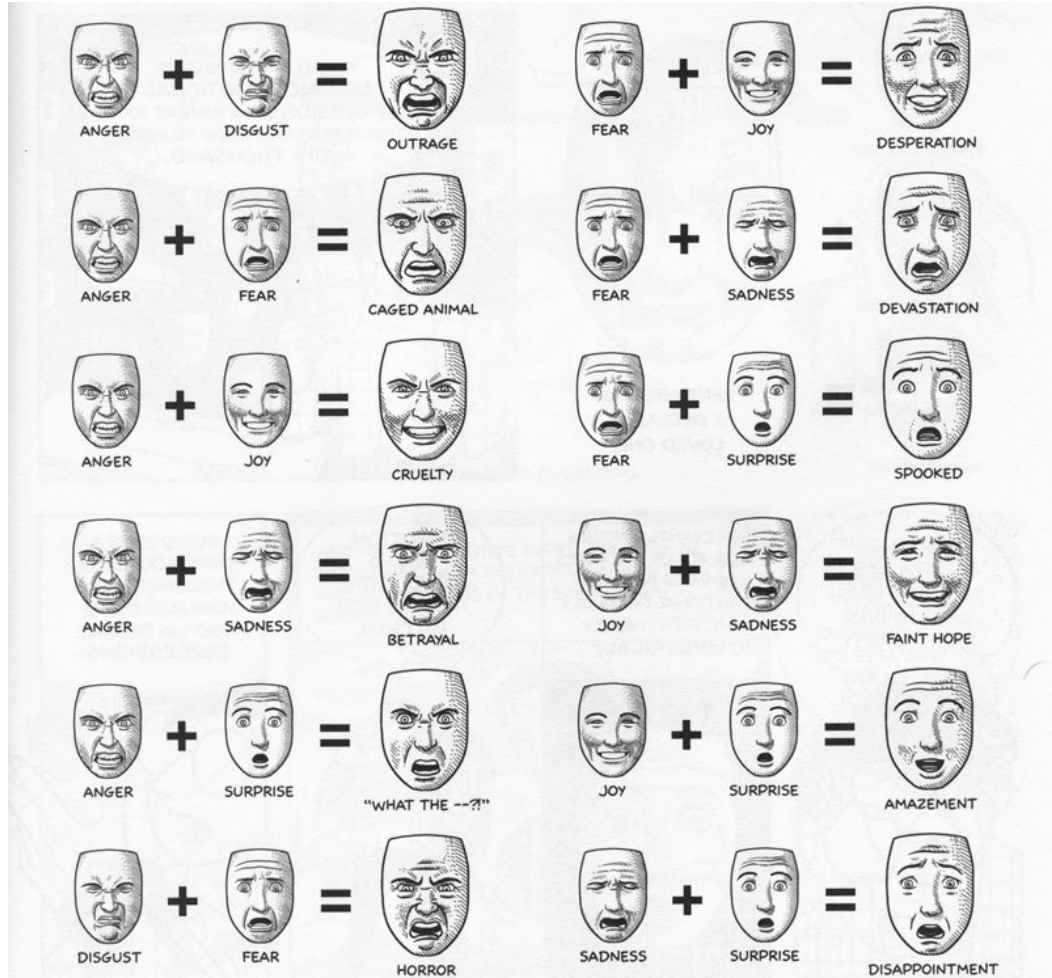 ANGER + DISGUST = OUTRAGE
FEAR + JOY = DESPERATION
ANGER + FEAR = CAGED ANIMAL
FEAR + SADNESS = DEVASTATION
ANGER + JOY = CRUELTY
FEAR + SURPRISE = SPOOKED
ANGER + SADNESS = BETRAYAL
JOY + SADNESS = FAINT HOPE
ANGER + SURPRISE = "WHAT THE --?!"
JOY + SURPRISE = AMAZEMENT
DISGUST + FEAR = HORROR
SADNESS + SURPRISE = DISAPPOINTMENT